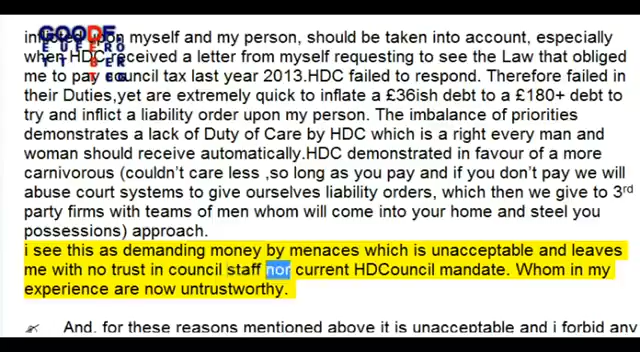 inflicted upon myself and my person, should be taken into account, especially
when HDC received a letter from myself requesting to see the Law that obliged
me to pay council tax last year 2013.HDC failed to respond. Therefore failed in
their Duties,yet are extremely quick to inflate a £36ish debt to a £180+ debt to
try and inflict a liability order upon my person. The imbalance of priorities
demonstrates a lack of Duty of Care by HDC which is a right every man and
woman should receive automatically.HDC demonstrated in favour of a more
carnivorous (couldn't care less ,so long as you pay and if you don't pay we will
abuse court systems to give ourselves liability orders, which then we give to 3rd
party firms with teams of men whom will come into your home and steel you
possessions) approach.
i see this as demanding money by menaces which is unacceptable and leaves
me with no trust in council staff nor current HDCouncil mandate. Whom in my
experience are now untrustworthy.
And, for these reasons mentioned above it is unacceptable and i forbid any